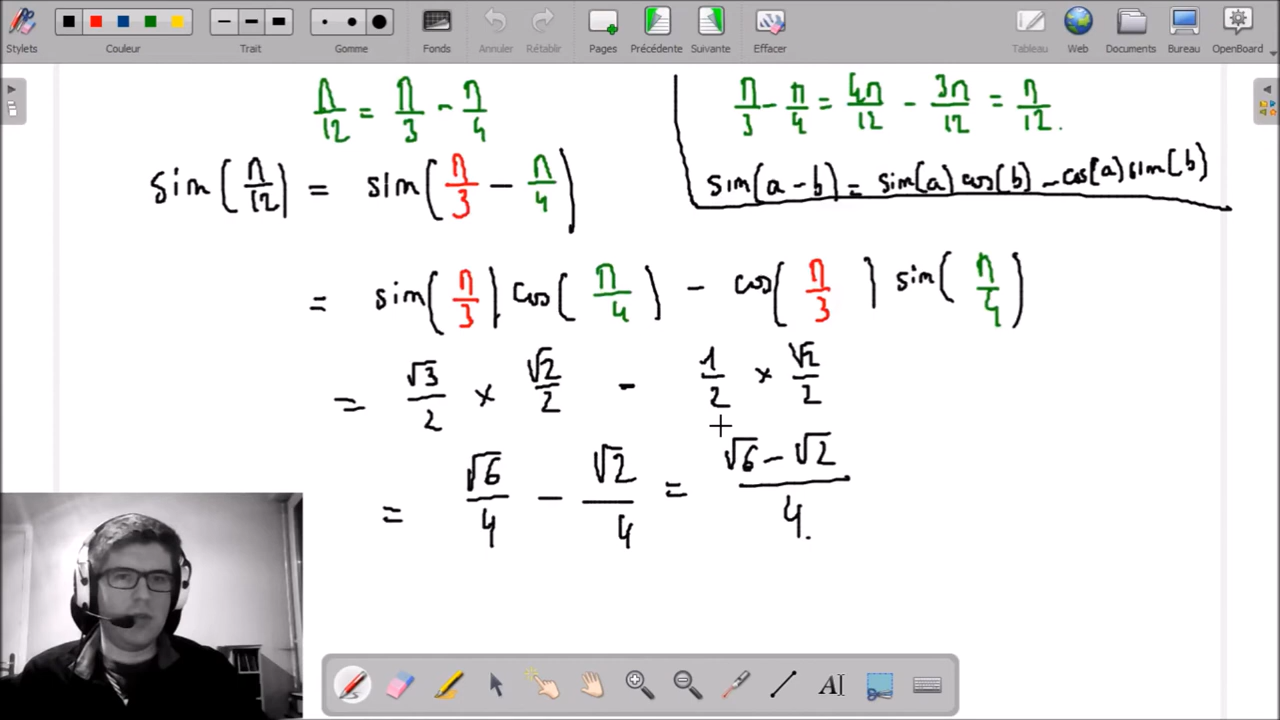 Stylets Couleur Trait Gomme Fonds Annuler Rétablir Pages Précédente Suivante Effacer Tableau Web Documents Bureau OpenBoard
π/12 = π/3 - π/4
π/3 - π/4 = 4π/12 - 3π/12 = π/12.
sin(π/12) = sin(π/3 - π/4)
sin(a-b) = sin(a) cos(b) - cos(a) sin(b)
= sin(π/3) cos(π/4) - cos(π/3) sin(π/4)
= √3/2 × √2/2 - 1/2 × √2/2
= √6/4 - √2/4 = (√6 - √2)/4.
AI